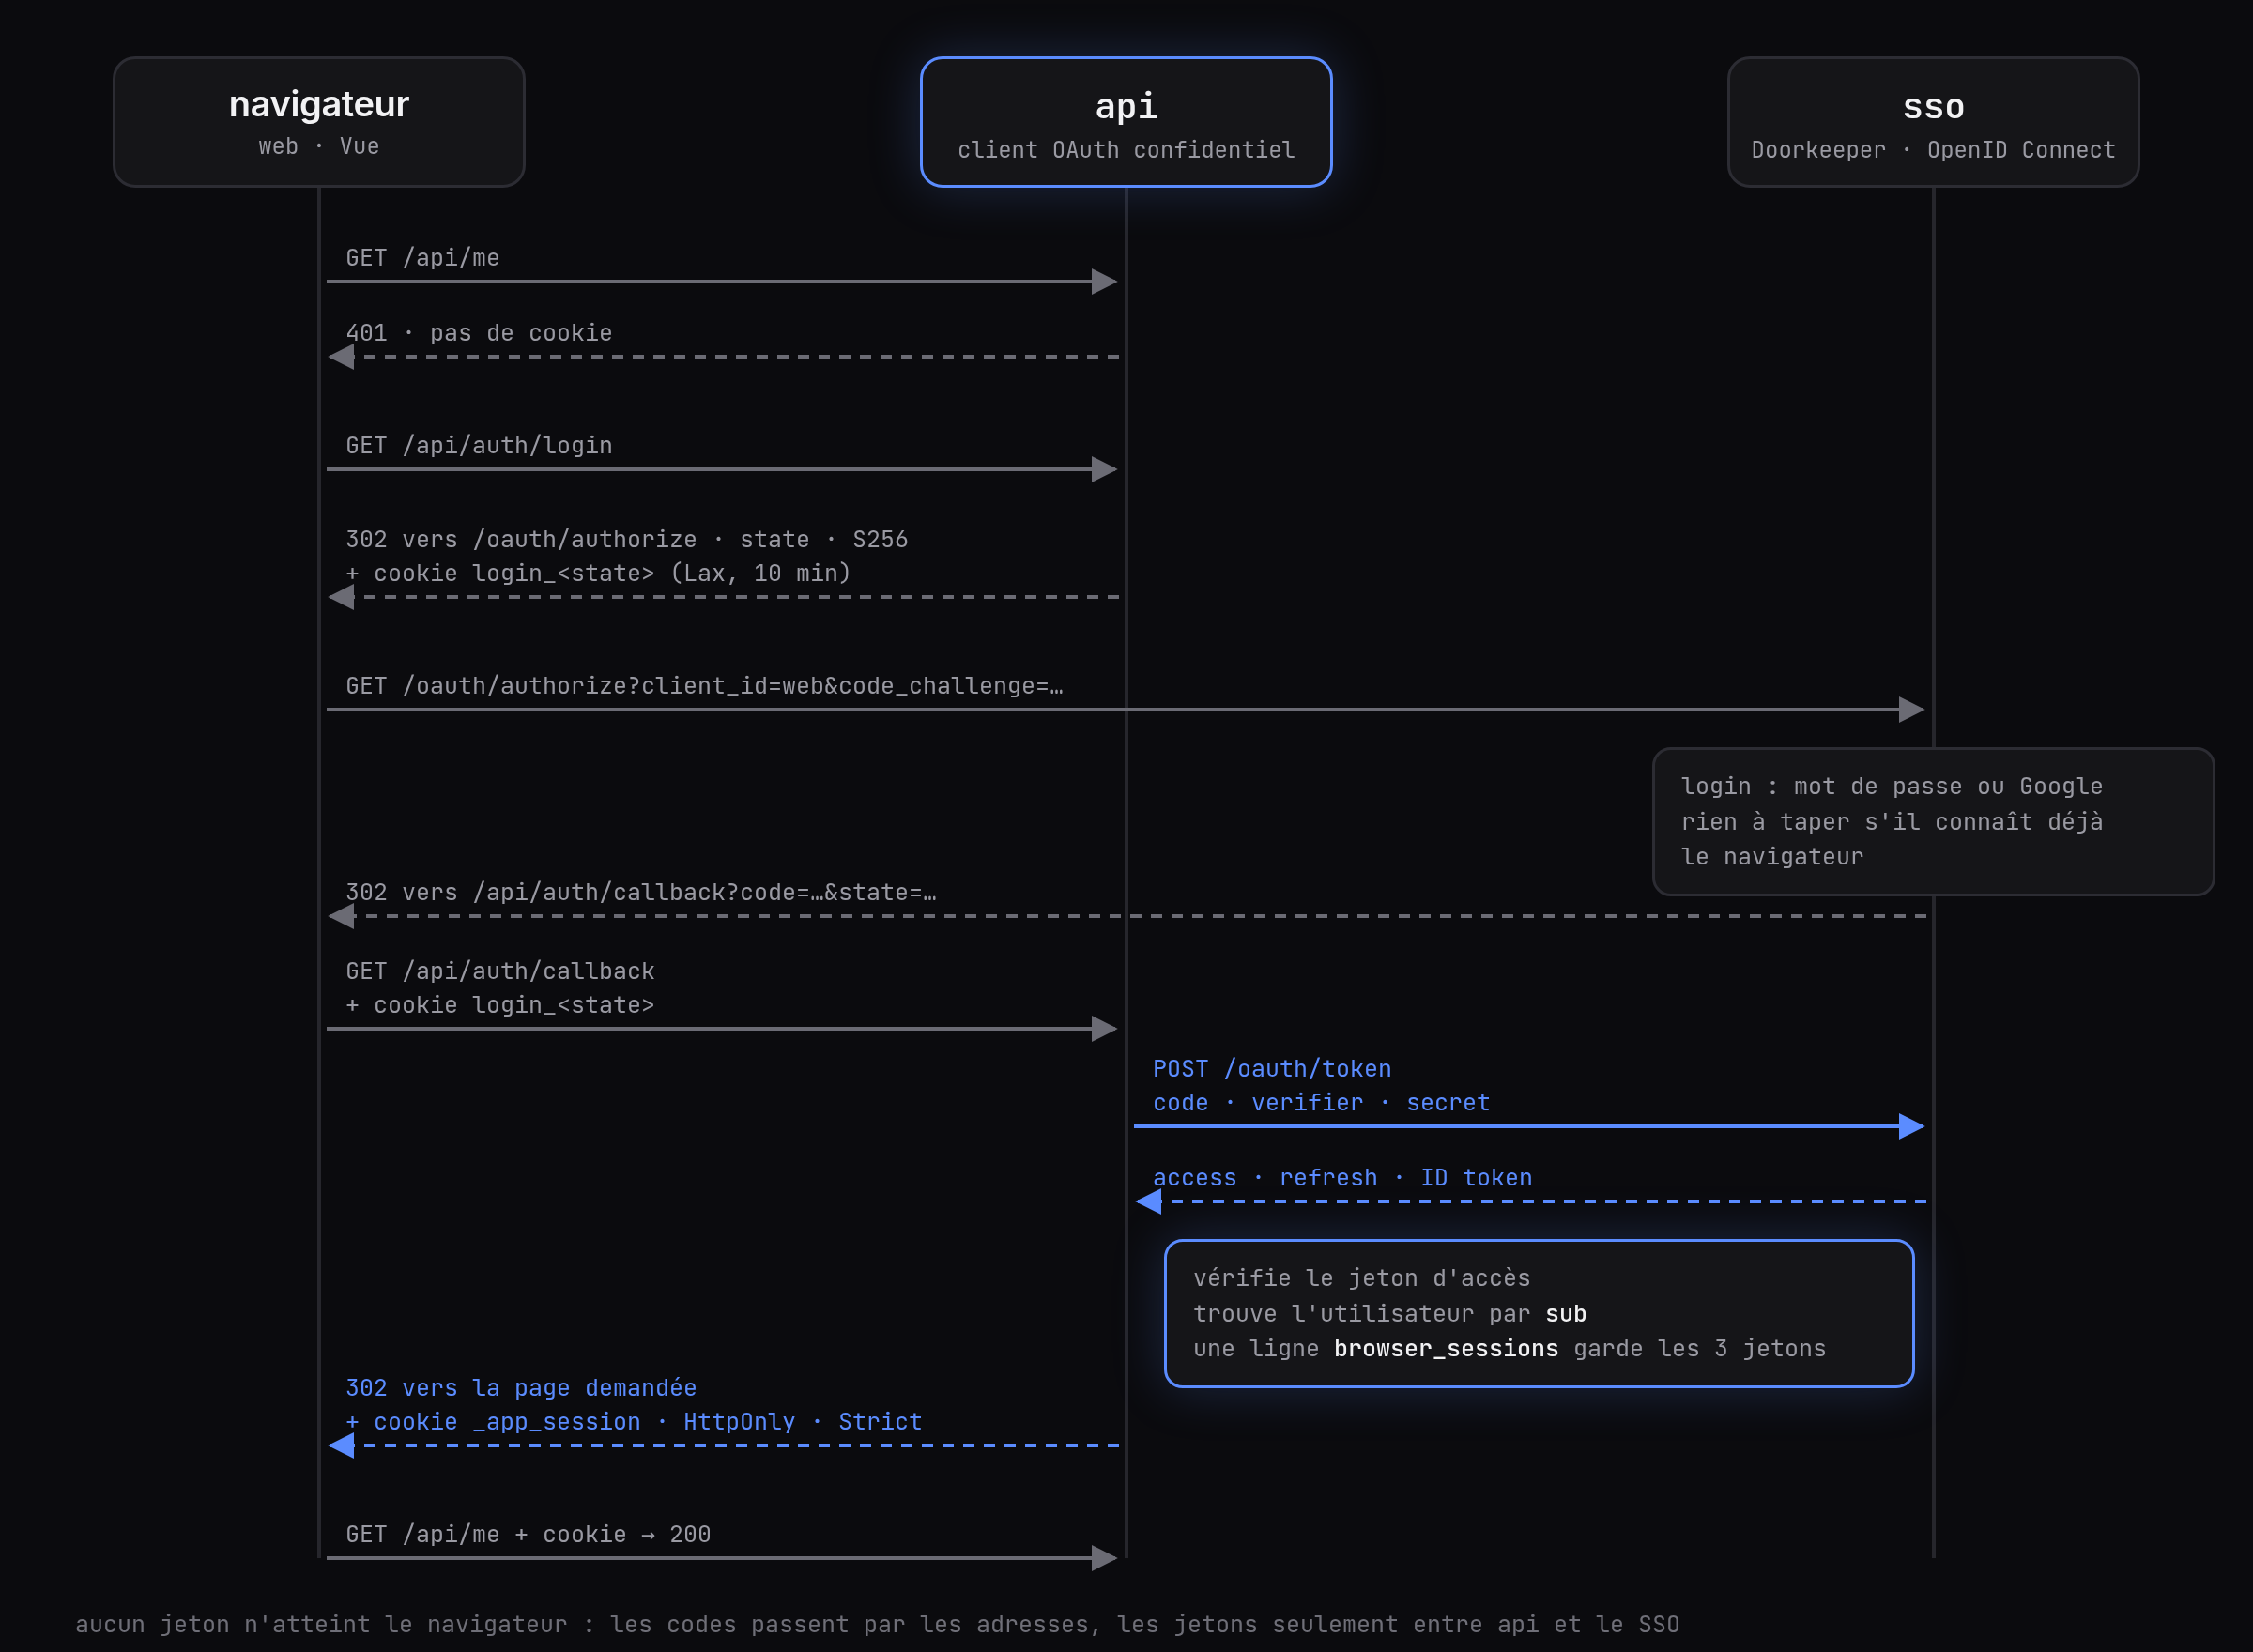 navigateur
web · Vue
api
client OAuth confidentiel
sso
Doorkeeper · OpenID Connect
GET /api/me
401 · pas de cookie
GET /api/auth/login
302 vers /oauth/authorize · state · S256
+ cookie login_<state> (Lax, 10 min)
GET /oauth/authorize?client_id=web&code_challenge=…
login : mot de passe ou Google
rien à taper s'il connaît déjà
le navigateur
302 vers /api/auth/callback?code=…&state=…
GET /api/auth/callback
+ cookie login_<state>
POST /oauth/token
code · verifier · secret
access · refresh · ID token
vérifie le jeton d'accès
trouve l'utilisateur par sub
une ligne browser_sessions garde les 3 jetons
302 vers la page demandée
+ cookie _app_session · HttpOnly · Strict
GET /api/me + cookie → 200
aucun jeton n'atteint le navigateur : les codes passent par les adresses, les jetons seulement entre api et le SSO